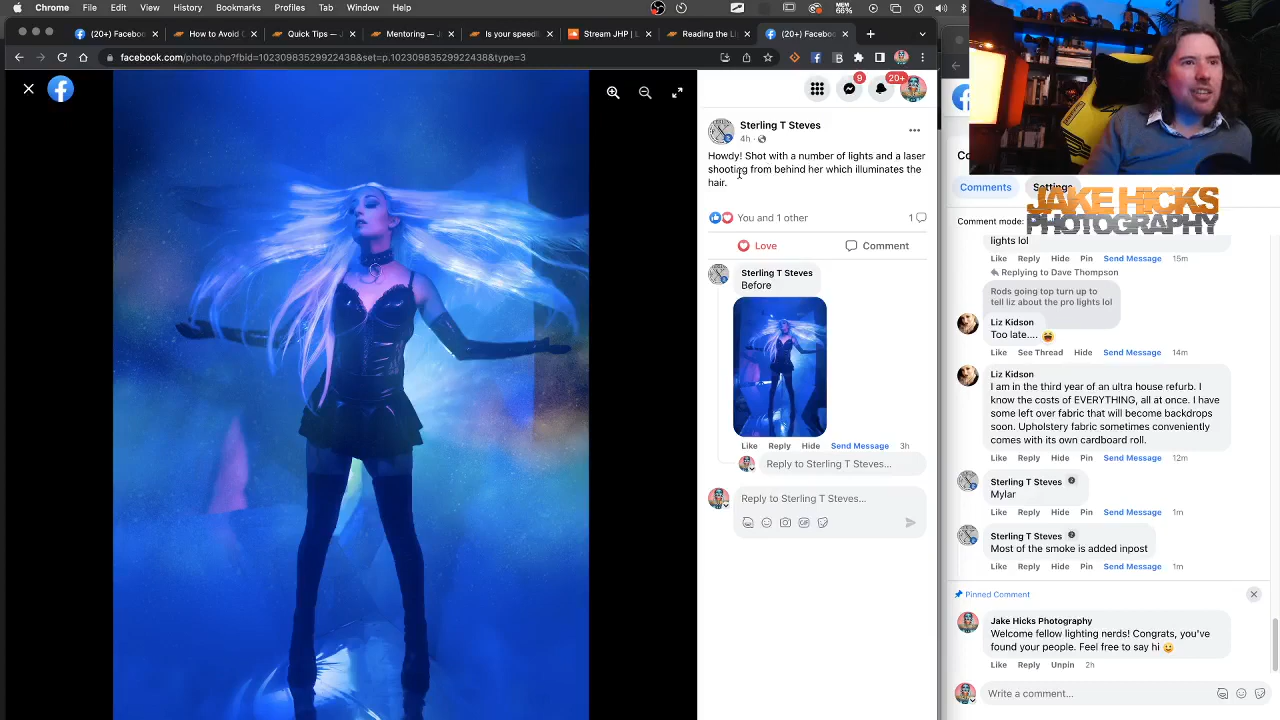 Chrome File Edit View History Bookmarks Profiles Tab Window Help
(20+) Faceboo
How to Avoid C
Quick Tips — J
Mentoring — J
Is your speedl
Stream JHP | L
Reading the Li
(20+) Faceboo
facebook.com/photo.php?fbid=10230983529922438&set=p.10230983529922438&type=3
9
20+
Sterling T Steves
4h
Howdy! Shot with a number of lights and a laser
shooting from behind her which illuminates the
hair.
You and 1 other
1
Love
Comment
Sterling T Steves
Before
Like Reply Hide Send Message 3h
Reply to Sterling T Steves...
Reply to Sterling T Steves...
JAKE HICKS
PHOTOGRAPHY
Comments
Settings
Comment mode:
lights lol
Like Reply Hide Pin Send Message 15m
Replying to Dave Thompson
Rods going top turn up to
tell liz about the pro lights lol
Liz Kidson
Too late....
Like See Thread Hide Send Message 14m
Liz Kidson
I am in the third year of an ultra house refurb. I
know the costs of EVERYTHING, all at once. I have
some left over fabric that will become backdrops
soon. Upholstery fabric sometimes conveniently
comes with its own cardboard roll.
Like Reply Hide Pin Send Message 12m
Sterling T Steves
Mylar
Like Reply Hide Pin Send Message 1m
Sterling T Steves
Most of the smoke is added inpost
Like Reply Hide Pin Send Message 1m
Pinned Comment
Jake Hicks Photography
Welcome fellow lighting nerds! Congrats, you've
found your people. Feel free to say hi
Like Reply Unpin 2h
Write a comment...